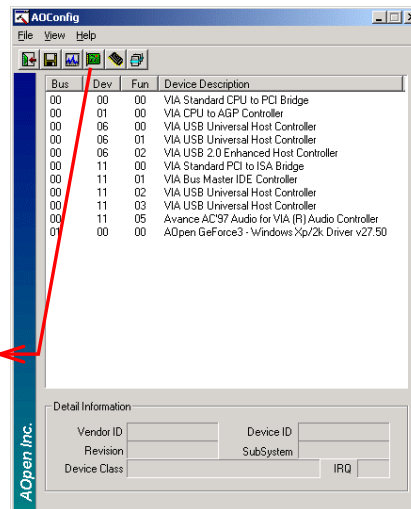 AOConfig
File View Help
Bus Dev Fun Device Description
00 00 00 VIA Standard CPU to PCI Bridge
00 01 00 VIA CPU to AGP Controller
00 06 00 VIA USB Universal Host Controller
00 06 01 VIA USB Universal Host Controller
00 06 02 VIA USB 2.0 Enhanced Host Controller
00 11 00 VIA Standard PCI to ISA Bridge
00 11 01 VIA Bus Master IDE Controller
00 11 02 VIA USB Universal Host Controller
00 11 03 VIA USB Universal Host Controller
00 11 05 Avance AC'97 Audio for VIA (R) Audio Controller
01 00 00 AOpen GeForce3 - Windows Xp/2k Driver v27.50
Detail Information
Vendor ID Device ID
Revision SubSystem
Device Class IRQ
AOpen Inc.